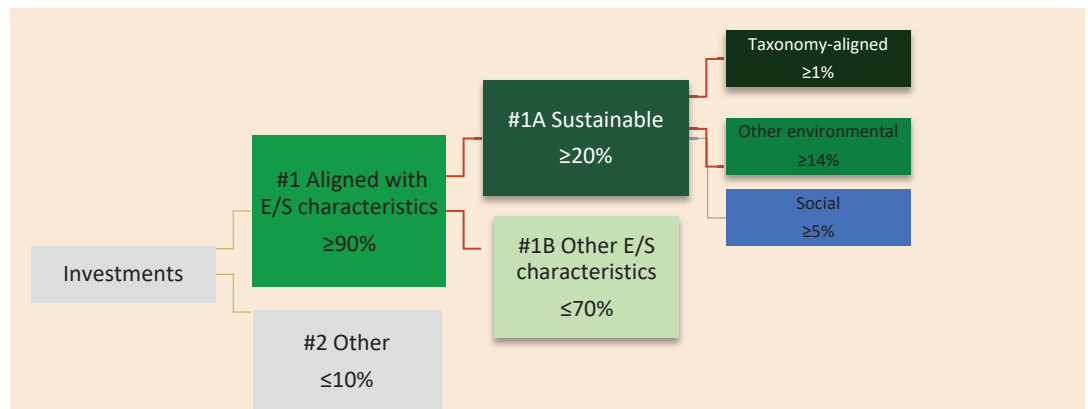 Investments
#1 Aligned with
E/S characteristics
≥90%
#2 Other
≤10%
#1A Sustainable
≥20%
#1B Other E/S
characteristics
≤70%
Taxonomy-aligned
≥1%
Other environmental
≥14%
Social
≥5%